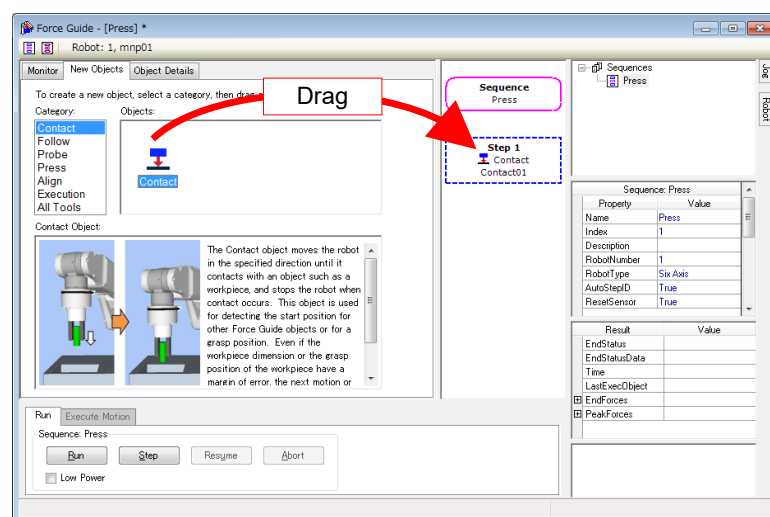 Force Guide - [Press] *
Robot: 1, mnp01
Monitor
New Objects
Object Details
To create a new object, select a category, then drag
Drag
Category:
Objects:
Contact
Follow
Probe
Press
Align
Execution
All Tools
Contact
Contact Object:
The Contact object moves the robot
in the specified direction until it
contacts with an object such as a
workpiece, and stops the robot when
contact occurs. This object is used
for detecting the start position for
other Force Guide objects or for a
grasp position. Even if the
workpiece dimension or the grasp
position of the workpiece have a
margin of error, the next motion or
Run
Execute Motion
Sequence: Press
Run
Step
Resume
Abort
Low Power
Sequence
Press
Step 1
Contact
Contact01
Sequences
Press
Jog
Robot
Sequence: Press
Property Value
Name Press
Index 1
Description
RobotNumber 1
RobotType Six Axis
AutoStepID True
ResetSensor True
Result Value
EndStatus
EndStatusData
Time
LastExecObject
EndForces
PeakForces